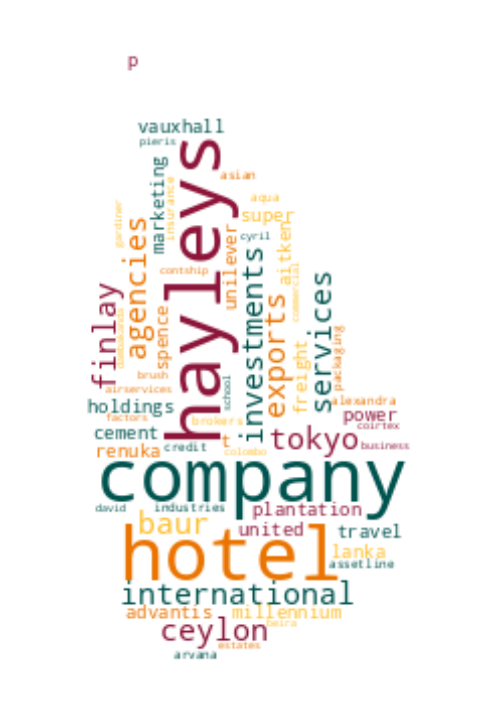 p
vauxhall
pieris
hayleys
marketing
insurance
asian
aqua
super
gardiner
agencies
unilever
cyril
aitken
contship
investments
commercial
services
finlay
dambakanda
spence
exports
freight
packaging
brush
airservices
school
alexandra
holdings
factors
brokers
power
coirtex
cement
credit
t
tokyo
business
renuka
colombo
company
david
industries
plantation
baur
united
travel
hotel
lanka
assetline
international
advantis
millennium
ceylon
beira
estates
arvana